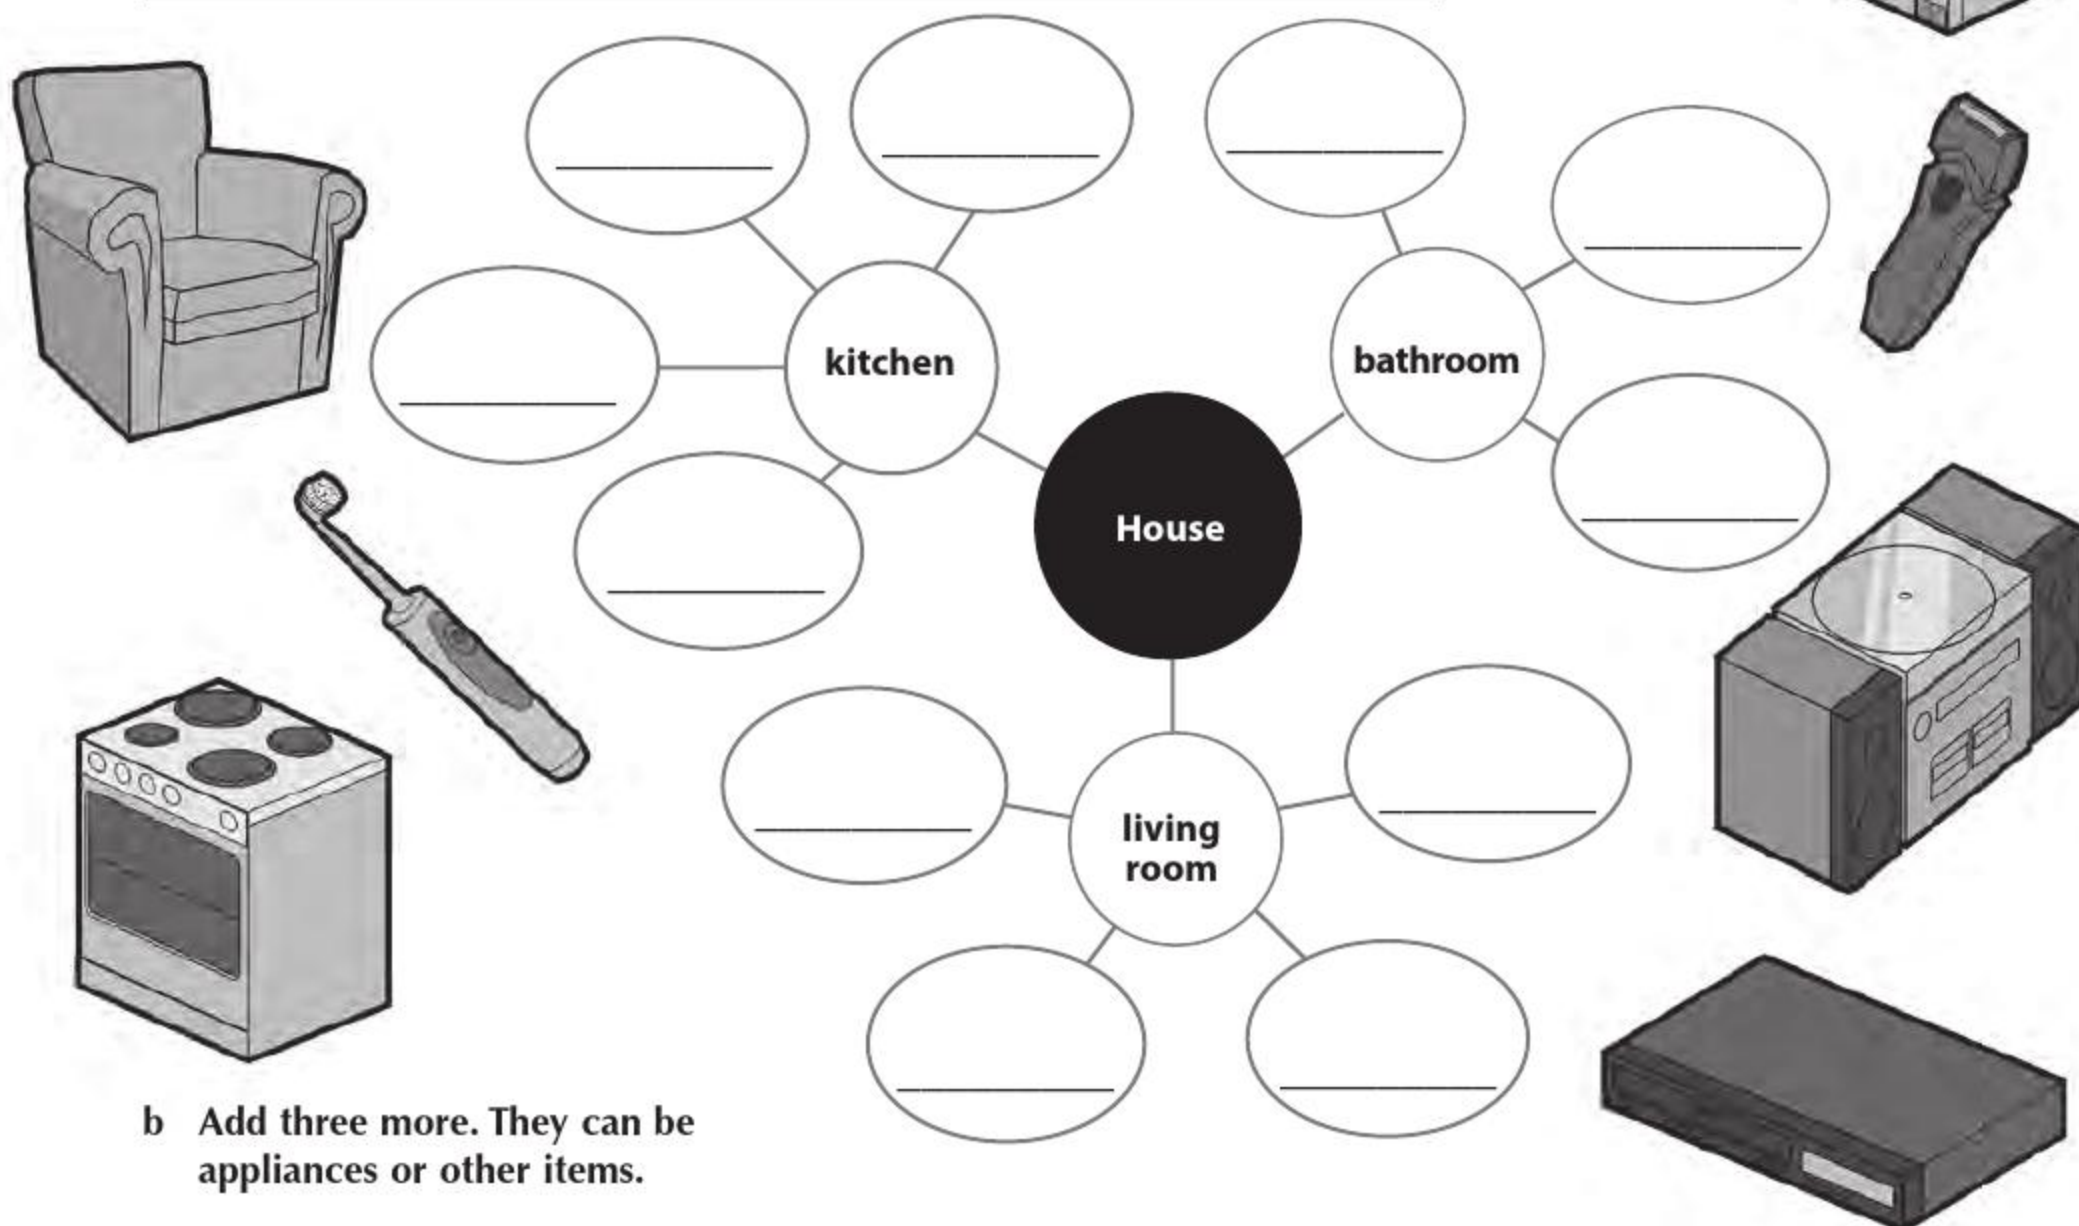 kitchen
bathroom
House
living
room
b Add three more. They can be
appliances or other items.